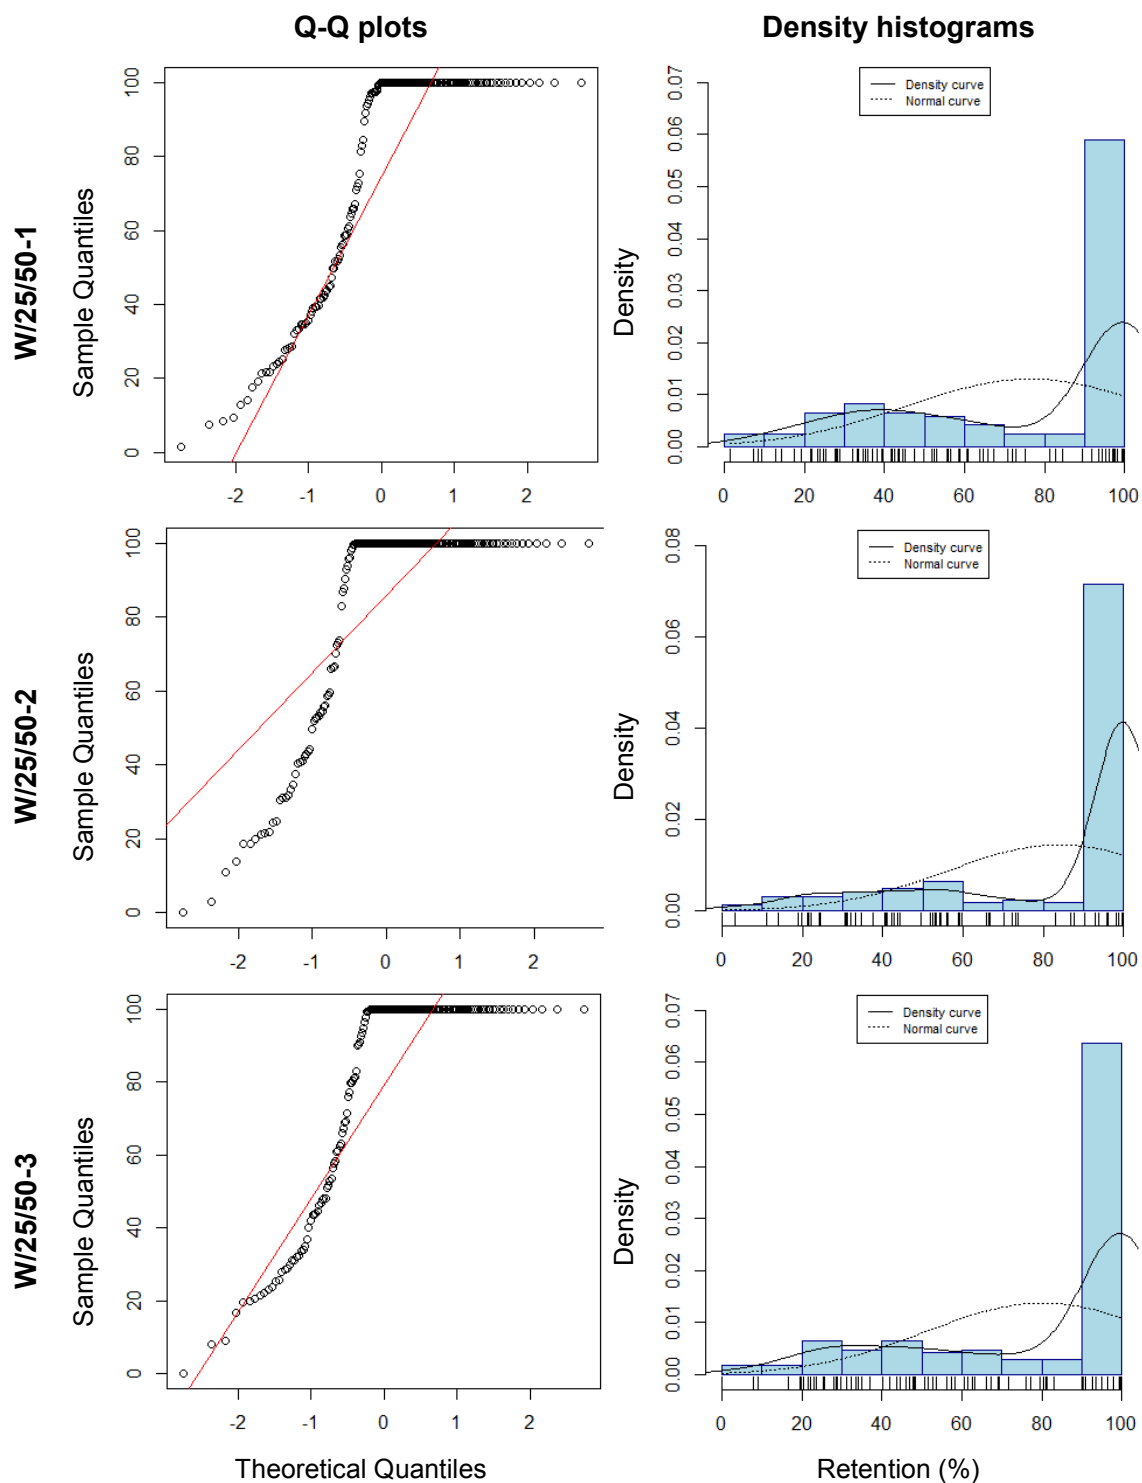 Q-Q plots
Density histograms
W/25/50-1
Sample Quantiles
0 20 40 60 80 100
-2 -1 0 1 2
Density
0.00 0.01 0.02 0.03 0.04 0.05 0.06 0.07
Density curve
Normal curve
0 20 40 60 80 100
W/25/50-2
Sample Quantiles
0 20 40 60 80 100
-2 -1 0 1 2
Density
0.00 0.02 0.04 0.06 0.08
Density curve
Normal curve
0 20 40 60 80 100
W/25/50-3
Sample Quantiles
0 20 40 60 80 100
-2 -1 0 1 2
Theoretical Quantiles
Density
0.00 0.01 0.02 0.03 0.04 0.05 0.06 0.07
Density curve
Normal curve
0 20 40 60 80 100
Retention (%)